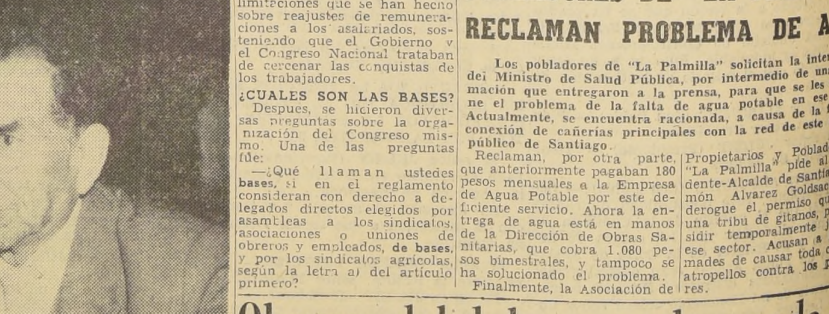 limitaciones que se han hecho
sobre reajustes de remunera-
ciones a los asalariados, sos-
teniendo que el Gobierno y
el Congreso Nacional trataban
de cercenar las conquistas de
los trabajadores.
¿CUALES SON LAS BASES?
Despues, se hicieron diver-
sas preguntas sobre la orga-
nización del Congreso mis-
mo. Una de las preguntas
fue:
—¿Qué llaman ustedes
bases, si en el reglamento
consideran con derecho a de-
legados directos elegidos por
asambleas a los sindicatos,
asociaciones o uniones de
obreros y empleados, de bases,
y por los sindicatos agrícolas,
según la letra a) del artículo
primero?
RECLAMAN PROBLEMA DE A
Los pobladores de "La Palmilla" solicitan la inter
del Ministro de Salud Pública, por intermedio de una
mación que entregaron a la prensa, para que se les
ne el problema de la falta de agua potable en ese
Actualmente, se encuentra racionada, a causa de la f
conexión de cañerías principales con la red de este
público de Santiago.
Reclaman, por otra parte,
que anteriormente pagaban 180
pesos mensuales a la Empresa
de Agua Potable por este de-
ficiente servicio. Ahora la en-
trega de agua está en manos
de la Dirección de Obras Sa-
nitarias, que cobra 1.080 pe-
sos bimestrales, y tampoco se
ha solucionado el problema.
Finalmente, la Asociación de
Propietarios y Poblad
"La Palmilla" pide al
dente-Alcalde de Santia
món Alvarez Goldsac
derogue el permiso qu
una tribu de gitanos, p
sidir temporalmente
ese sector. Acusan a
mades de causar toda c
atropellos contra los p
res.